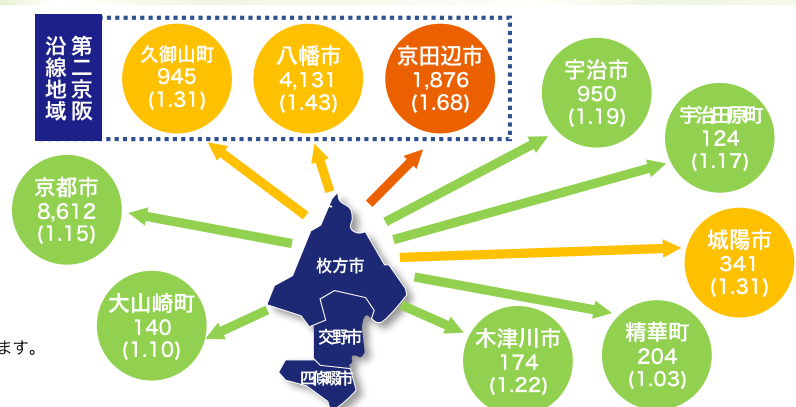 第二京阪
沿線地域
久御山町
945
(1.31)
八幡市
4,131
(1.43)
京田辺市
1,876
(1.68)
宇治市
950
(1.19)
宇治田原町
124
(1.17)
京都市
8,612
(1.15)
城陽市
341
(1.31)
枚方市
大山崎町
140
(1.10)
交野市
木津川市
174
(1.22)
精華町
204
(1.03)
ます。
四條畷市